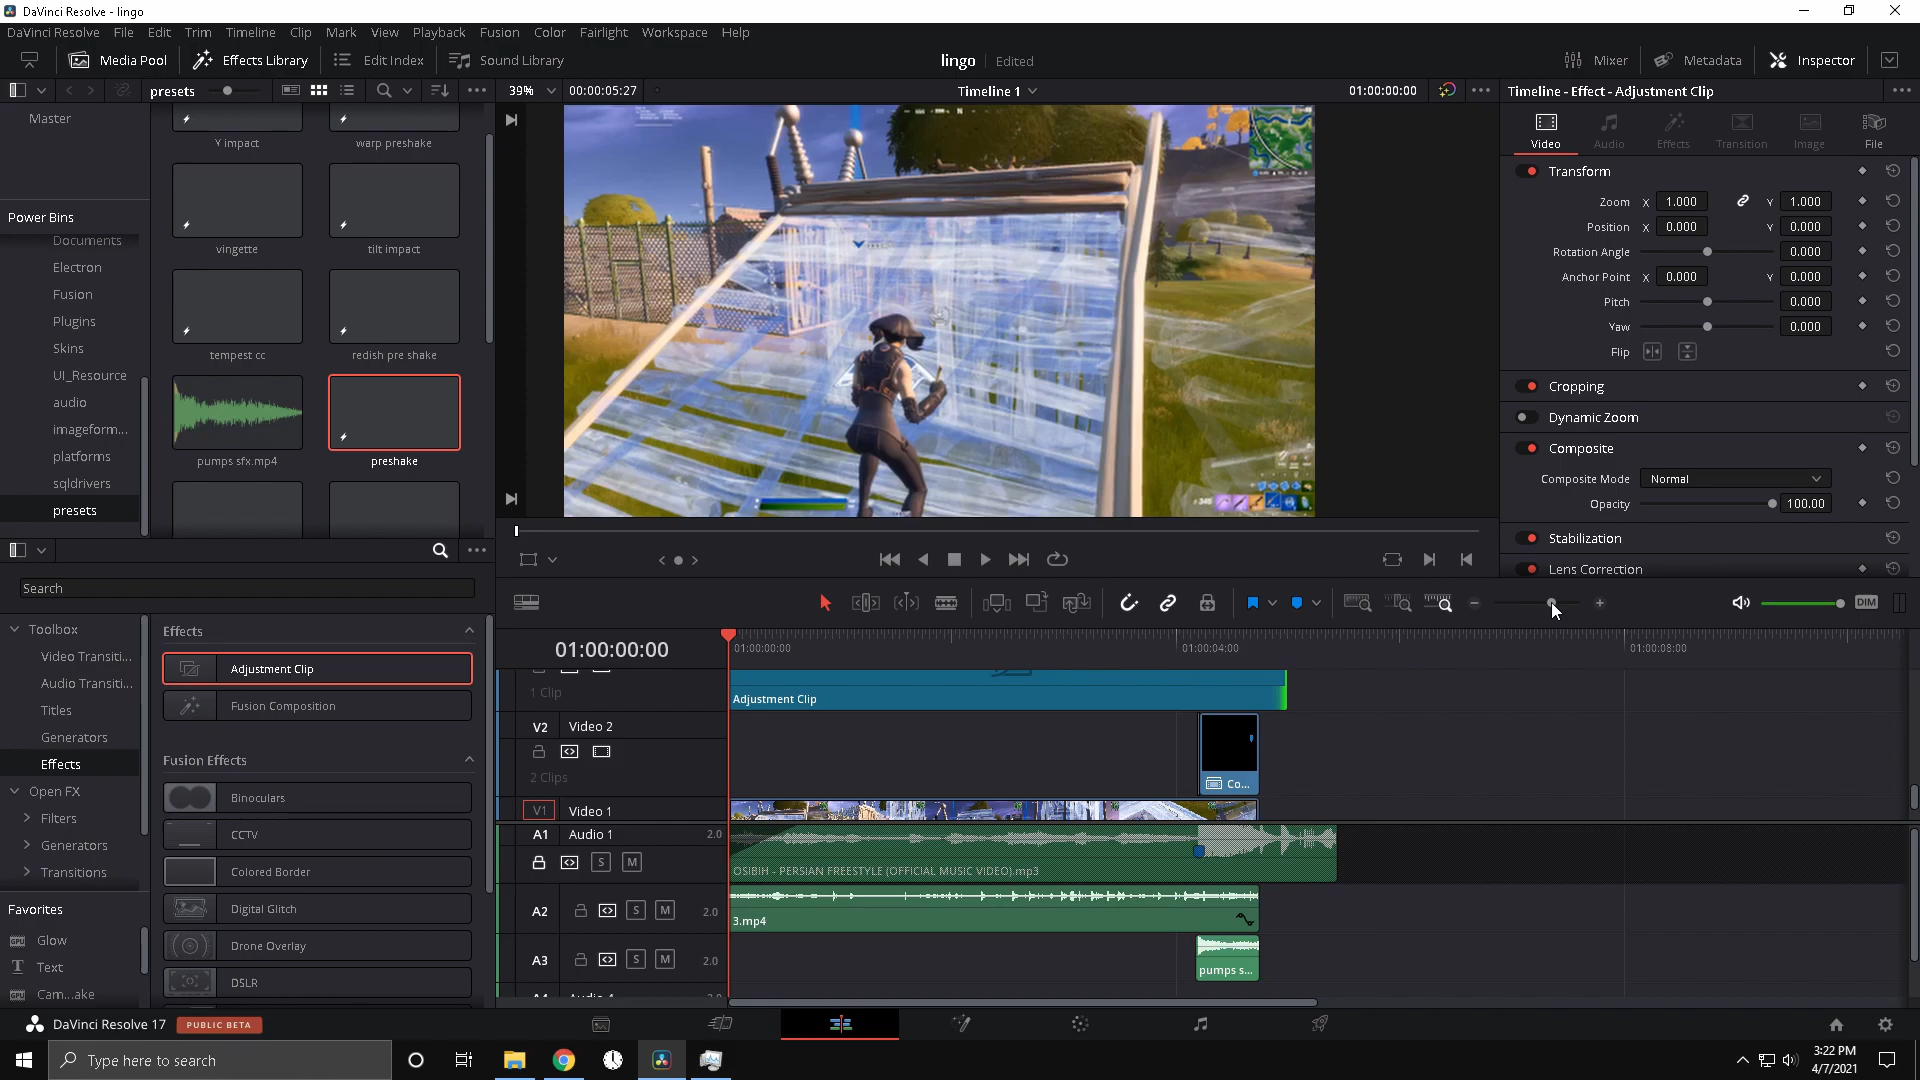 DaVinci Resolve - lingo
DaVinci Resolve File Edit Trim Timeline Clip Mark View Playback Fusion Color Fairlight Workspace Help
Media Pool Effects Library Edit Index Sound Library lingo Edited Mixer Metadata Inspector
presets 39% 00:00:05:27 Timeline 1 01:00:00:00 Timeline - Effect - Adjustment Clip
Master
Y impact warp preshake
Video Audio Effects Transition Image File
Transform
Zoom X 1.000 Y 1.000
Power Bins
Position X 0.000 Y 0.000
Documents
vingette tilt impact
Rotation Angle 0.000
Electron
Anchor Point X 0.000 Y 0.000
Fusion
Pitch 0.000
Plugins
Yaw 0.000
Skins
tempest cc redish pre shake
Flip
UI_Resource
Cropping
audio
Dynamic Zoom
imageform...
Composite
platforms
pumps sfx.mp4 preshake
Composite Mode Normal
sqldrivers
Opacity 100.00
presets
Stabilization
Lens Correction
Search
DIM
Toolbox
Effects
01:00:00:00
01:00:00:00 01:00:04:00 01:00:08:00
Video Transiti...
Adjustment Clip
Audio Transiti...
1 Clip
Adjustment Clip
Titles
Fusion Composition
V2 Video 2
Generators
Effects
Fusion Effects
2 Clips
Co...
Open FX
Binoculars
V1 Video 1
Filters
CCTV
A1 Audio 1 2.0
Generators
S M
Transitions
Colored Border
OSIBIH - PERSIAN FREESTYLE (OFFICIAL MUSIC VIDEO).mp3
Favorites
Digital Glitch
A2 S M 2.0
3.mp4
Glow
Drone Overlay
A3 S M 2.0
Text
pumps s...
Cam...ake
DSLR
DaVinci Resolve 17 PUBLIC BETA
Type here to search
3:22 PM
4/7/2021